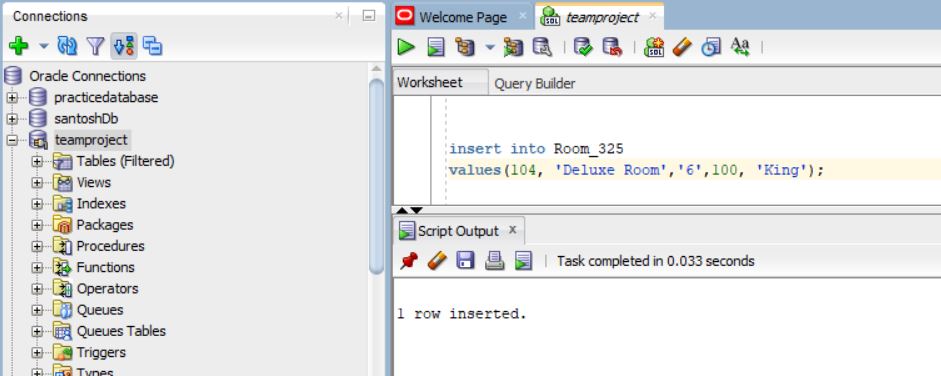 Connections
Oracle Connections
practicedatabase
santoshDb
teamproject
Tables (Filtered)
Views
Indexes
Packages
Procedures
Functions
Operators
Queues
Queues Tables
Triggers
Types
Welcome Page
teamproject
Worksheet
Query Builder
insert into Room_325
values(104, 'Deluxe Room','6',100, 'King');
Script Output
Task completed in 0.033 seconds
1 row inserted.